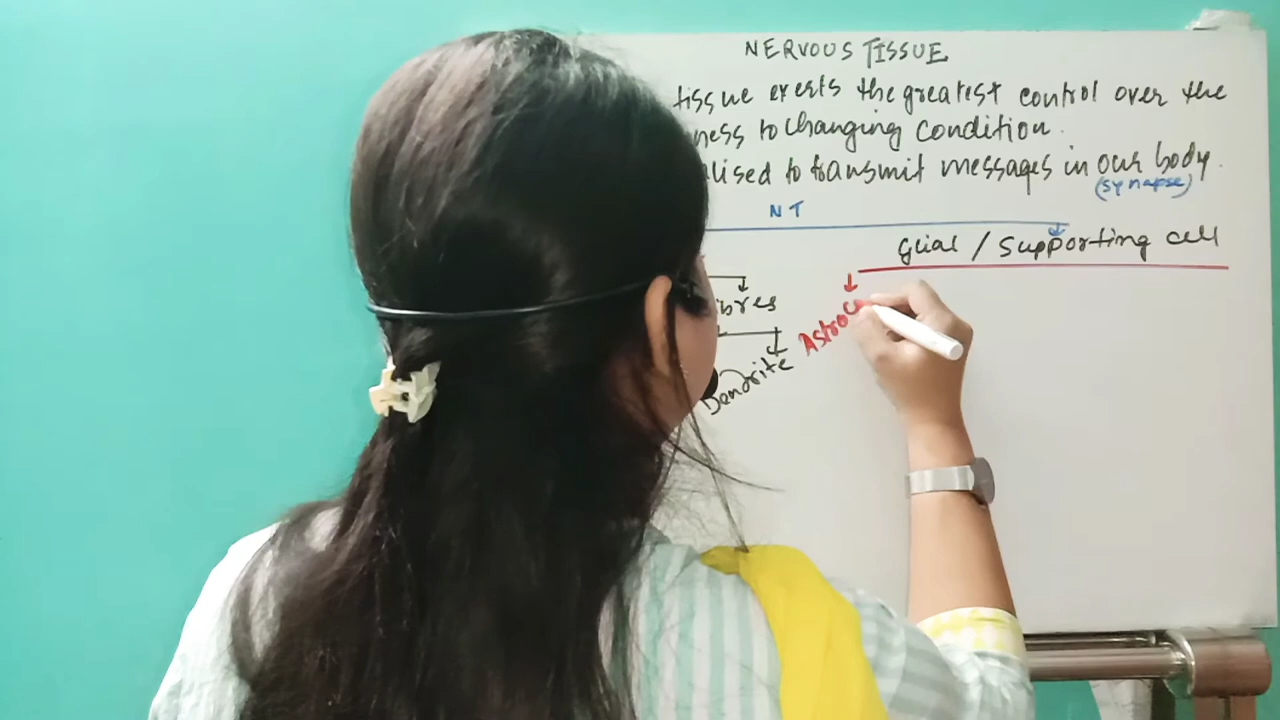 NERVOUS TISSUE
tissue exerts the greatest control over the
ness to changing condition.
lised to transmit messages in our body.
(synapse)
NT
Glial / Supporting cell
ibres
Astroc
Dendrite